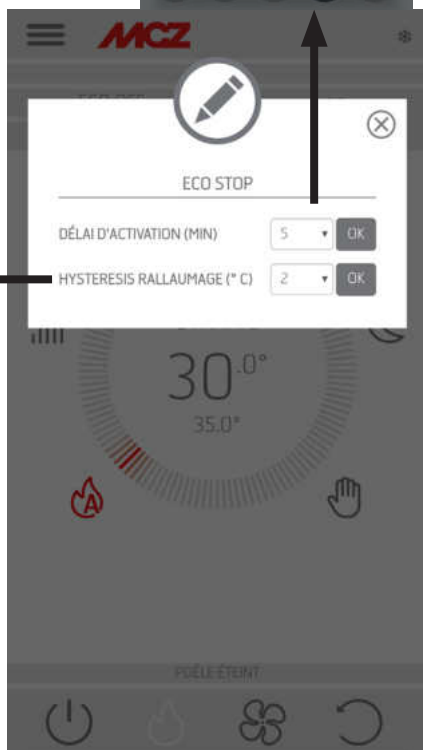 MCZ
ECO STOP
DÉLAI D'ACTIVATION (MIN)
5
OK
HYSTERESIS RALLAUMAGE (° C)
2
OK
30.0°
35.0°
A
POÊLE ÉTEINT